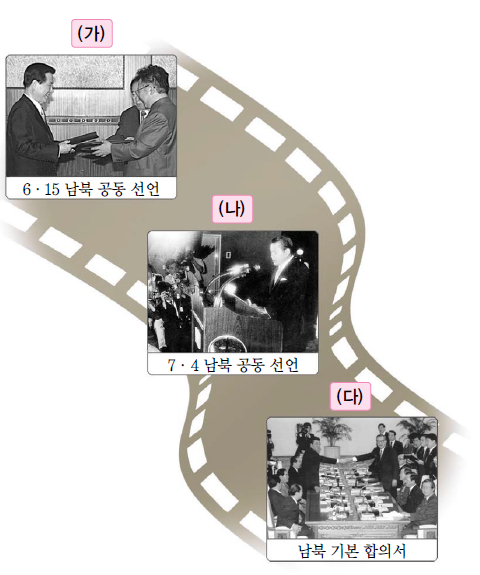 (가)
6·15 남북 공동 선언
(나)
7·4 남북 공동 선언
(다)
남북 기본 합의서